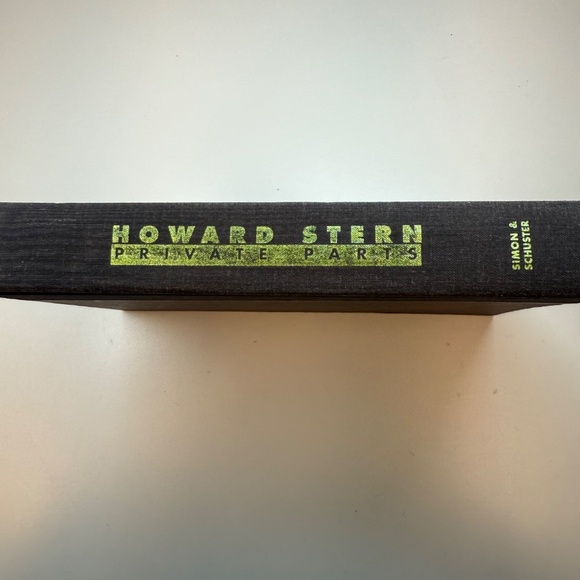 HOWARD STERN
PRIVATE PARTS
SIMON &
SCHUSTER